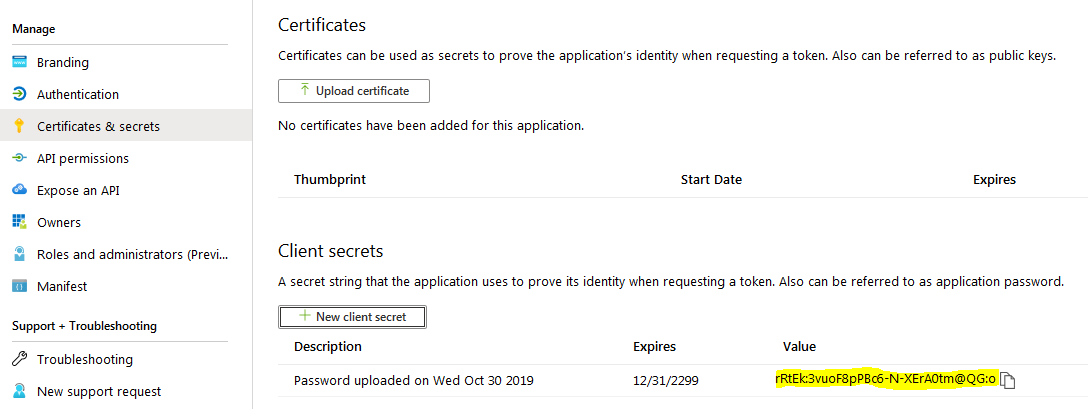 Manage
Branding
Authentication
Certificates & secrets
API permissions
Expose an API
Owners
Roles and administrators (Previ...
Manifest
Support + Troubleshooting
Troubleshooting
New support request
Certificates
Certificates can be used as secrets to prove the application's identity when requesting a token. Also can be referred to as public keys.
Upload certificate
No certificates have been added for this application.
Thumbprint Start Date Expires
Client secrets
A secret string that the application uses to prove its identity when requesting a token. Also can be referred to as application password.
New client secret
Description Expires Value
Password uploaded on Wed Oct 30 2019 12/31/2299 rRtEk:3vuoF8pPBc6-N-XErA0tm@QG:o